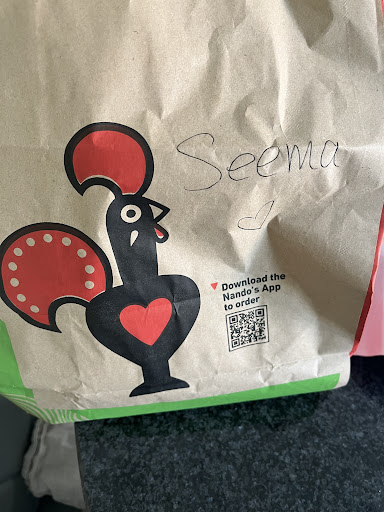 Seema
Download the
Nando's App
to order